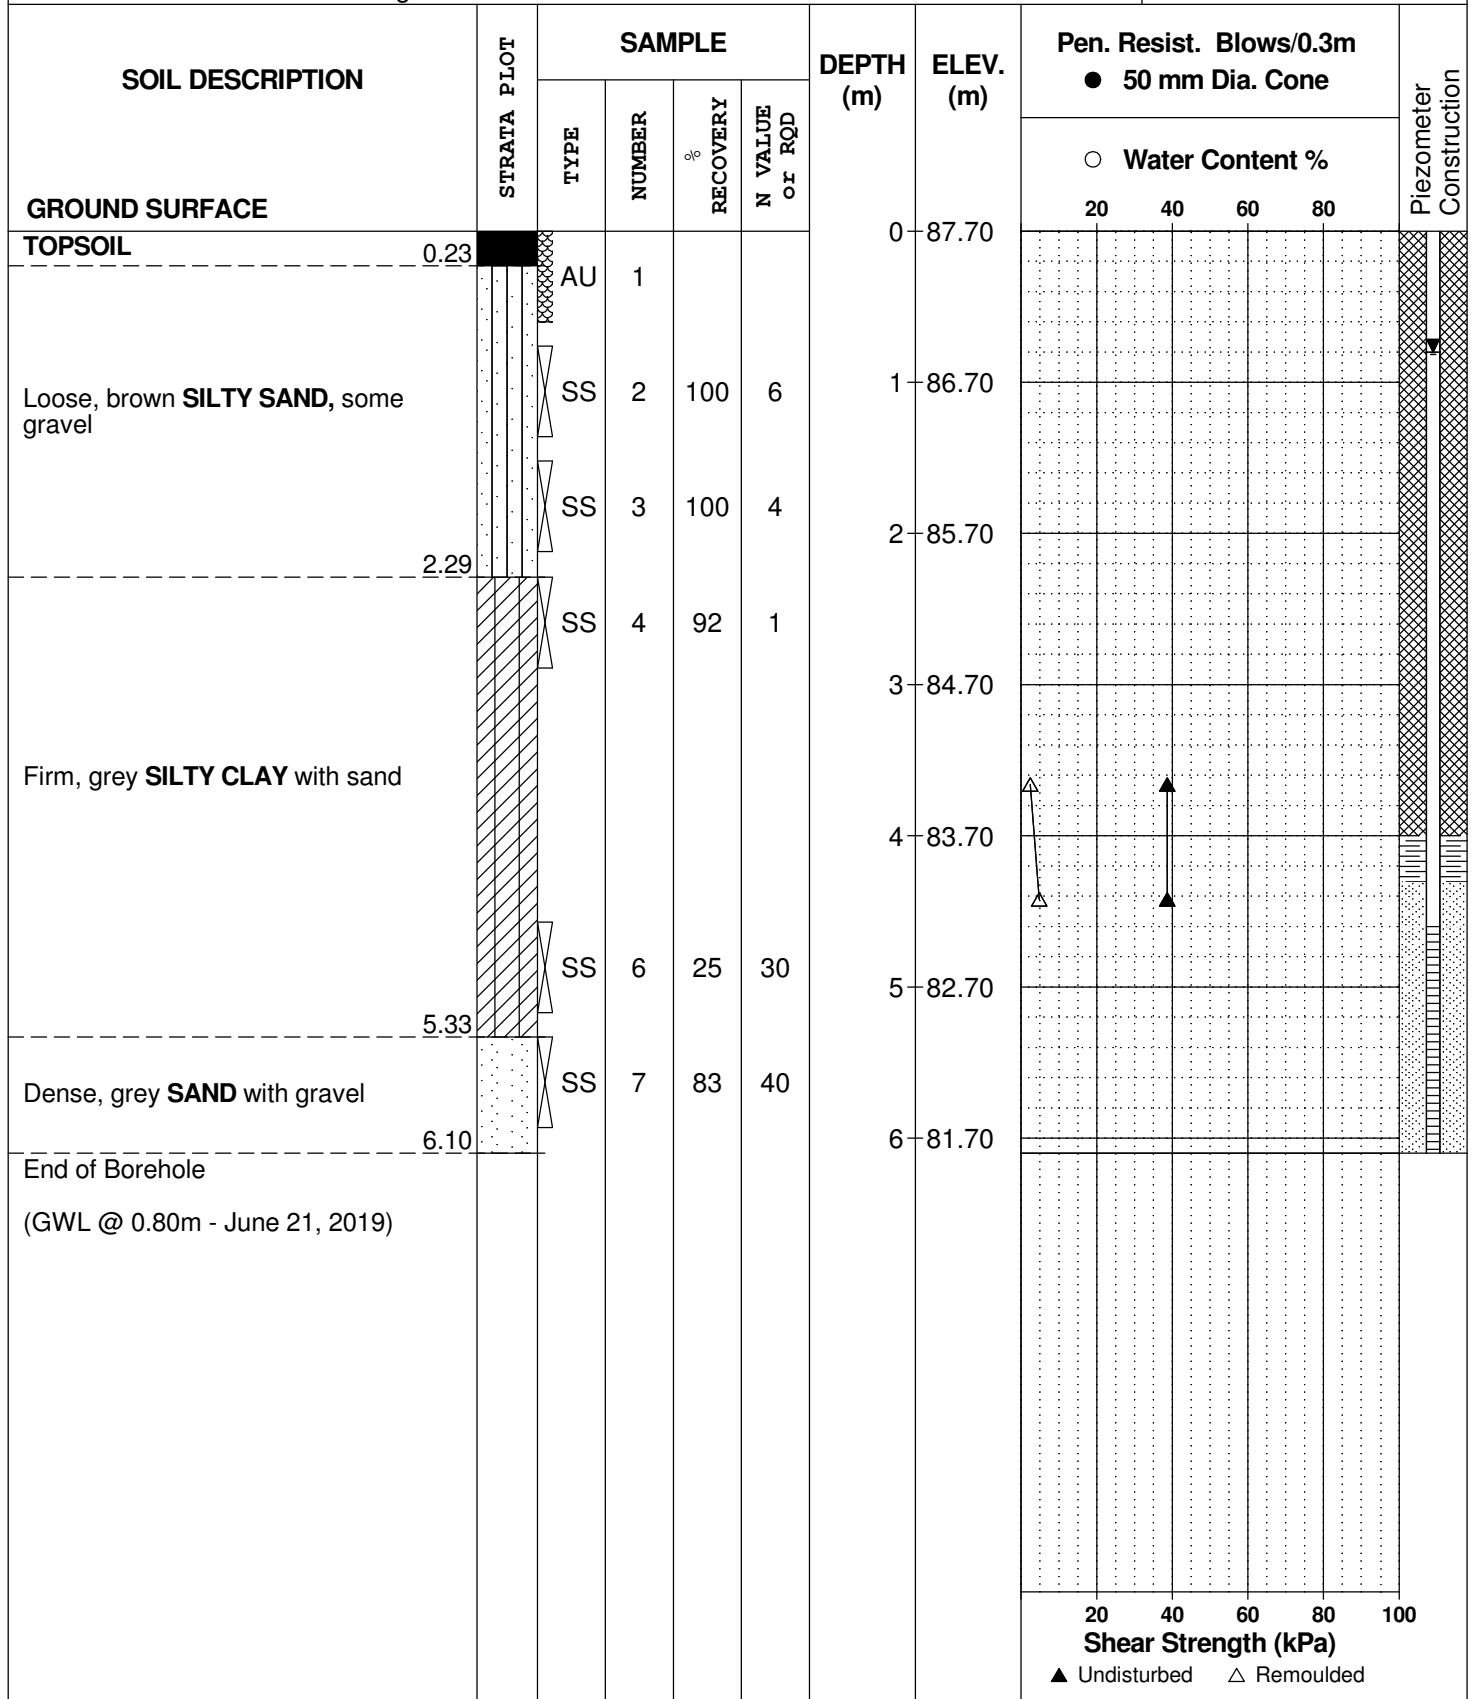 SOIL DESCRIPTION
GROUND SURFACE
STRATA PLOT
SAMPLE
TYPE
NUMBER
% RECOVERY
N VALUE or RQD
DEPTH (m)
ELEV. (m)
Pen. Resist. Blows/0.3m
● 50 mm Dia. Cone
○ Water Content %
20 40 60 80
Piezometer Construction
0 87.70
TOPSOIL
0.23
AU 1
Loose, brown SILTY SAND, some
gravel
SS 2 100 6
1 86.70
SS 3 100 4
2 85.70
2.29
SS 4 92 1
3 84.70
Firm, grey SILTY CLAY with sand
4 83.70
SS 6 25 30
5 82.70
5.33
Dense, grey SAND with gravel
SS 7 83 40
6 81.70
6.10
End of Borehole
(GWL @ 0.80m - June 21, 2019)
20 40 60 80 100
Shear Strength (kPa)
▲ Undisturbed △ Remoulded